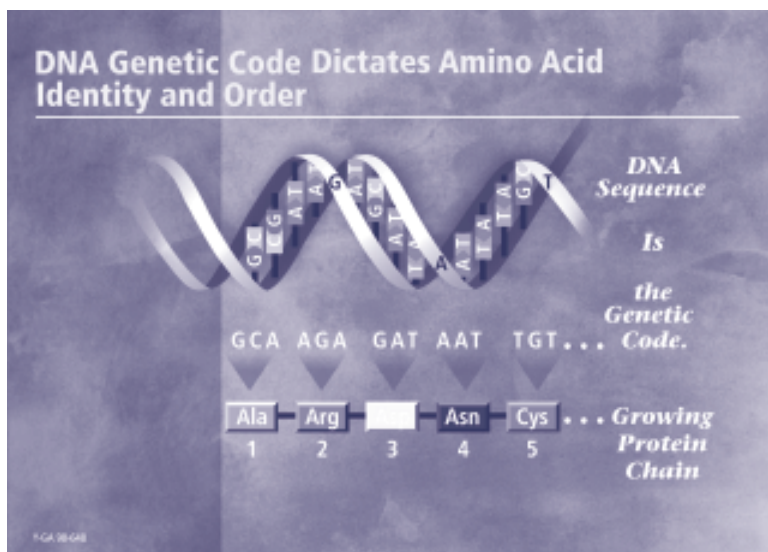 DNA Genetic Code Dictates Amino Acid
Identity and Order
G C
C G
A T
A T
G
A T
G C
A T
T A
A
A T
T A
T A
G C
T
DNA
Sequence
Is
the
Genetic
Code.
GCA AGA GAT AAT TGT...
Ala Arg Asp Asn Cys ... Growing
1 2 3 4 5 Protein
Chain